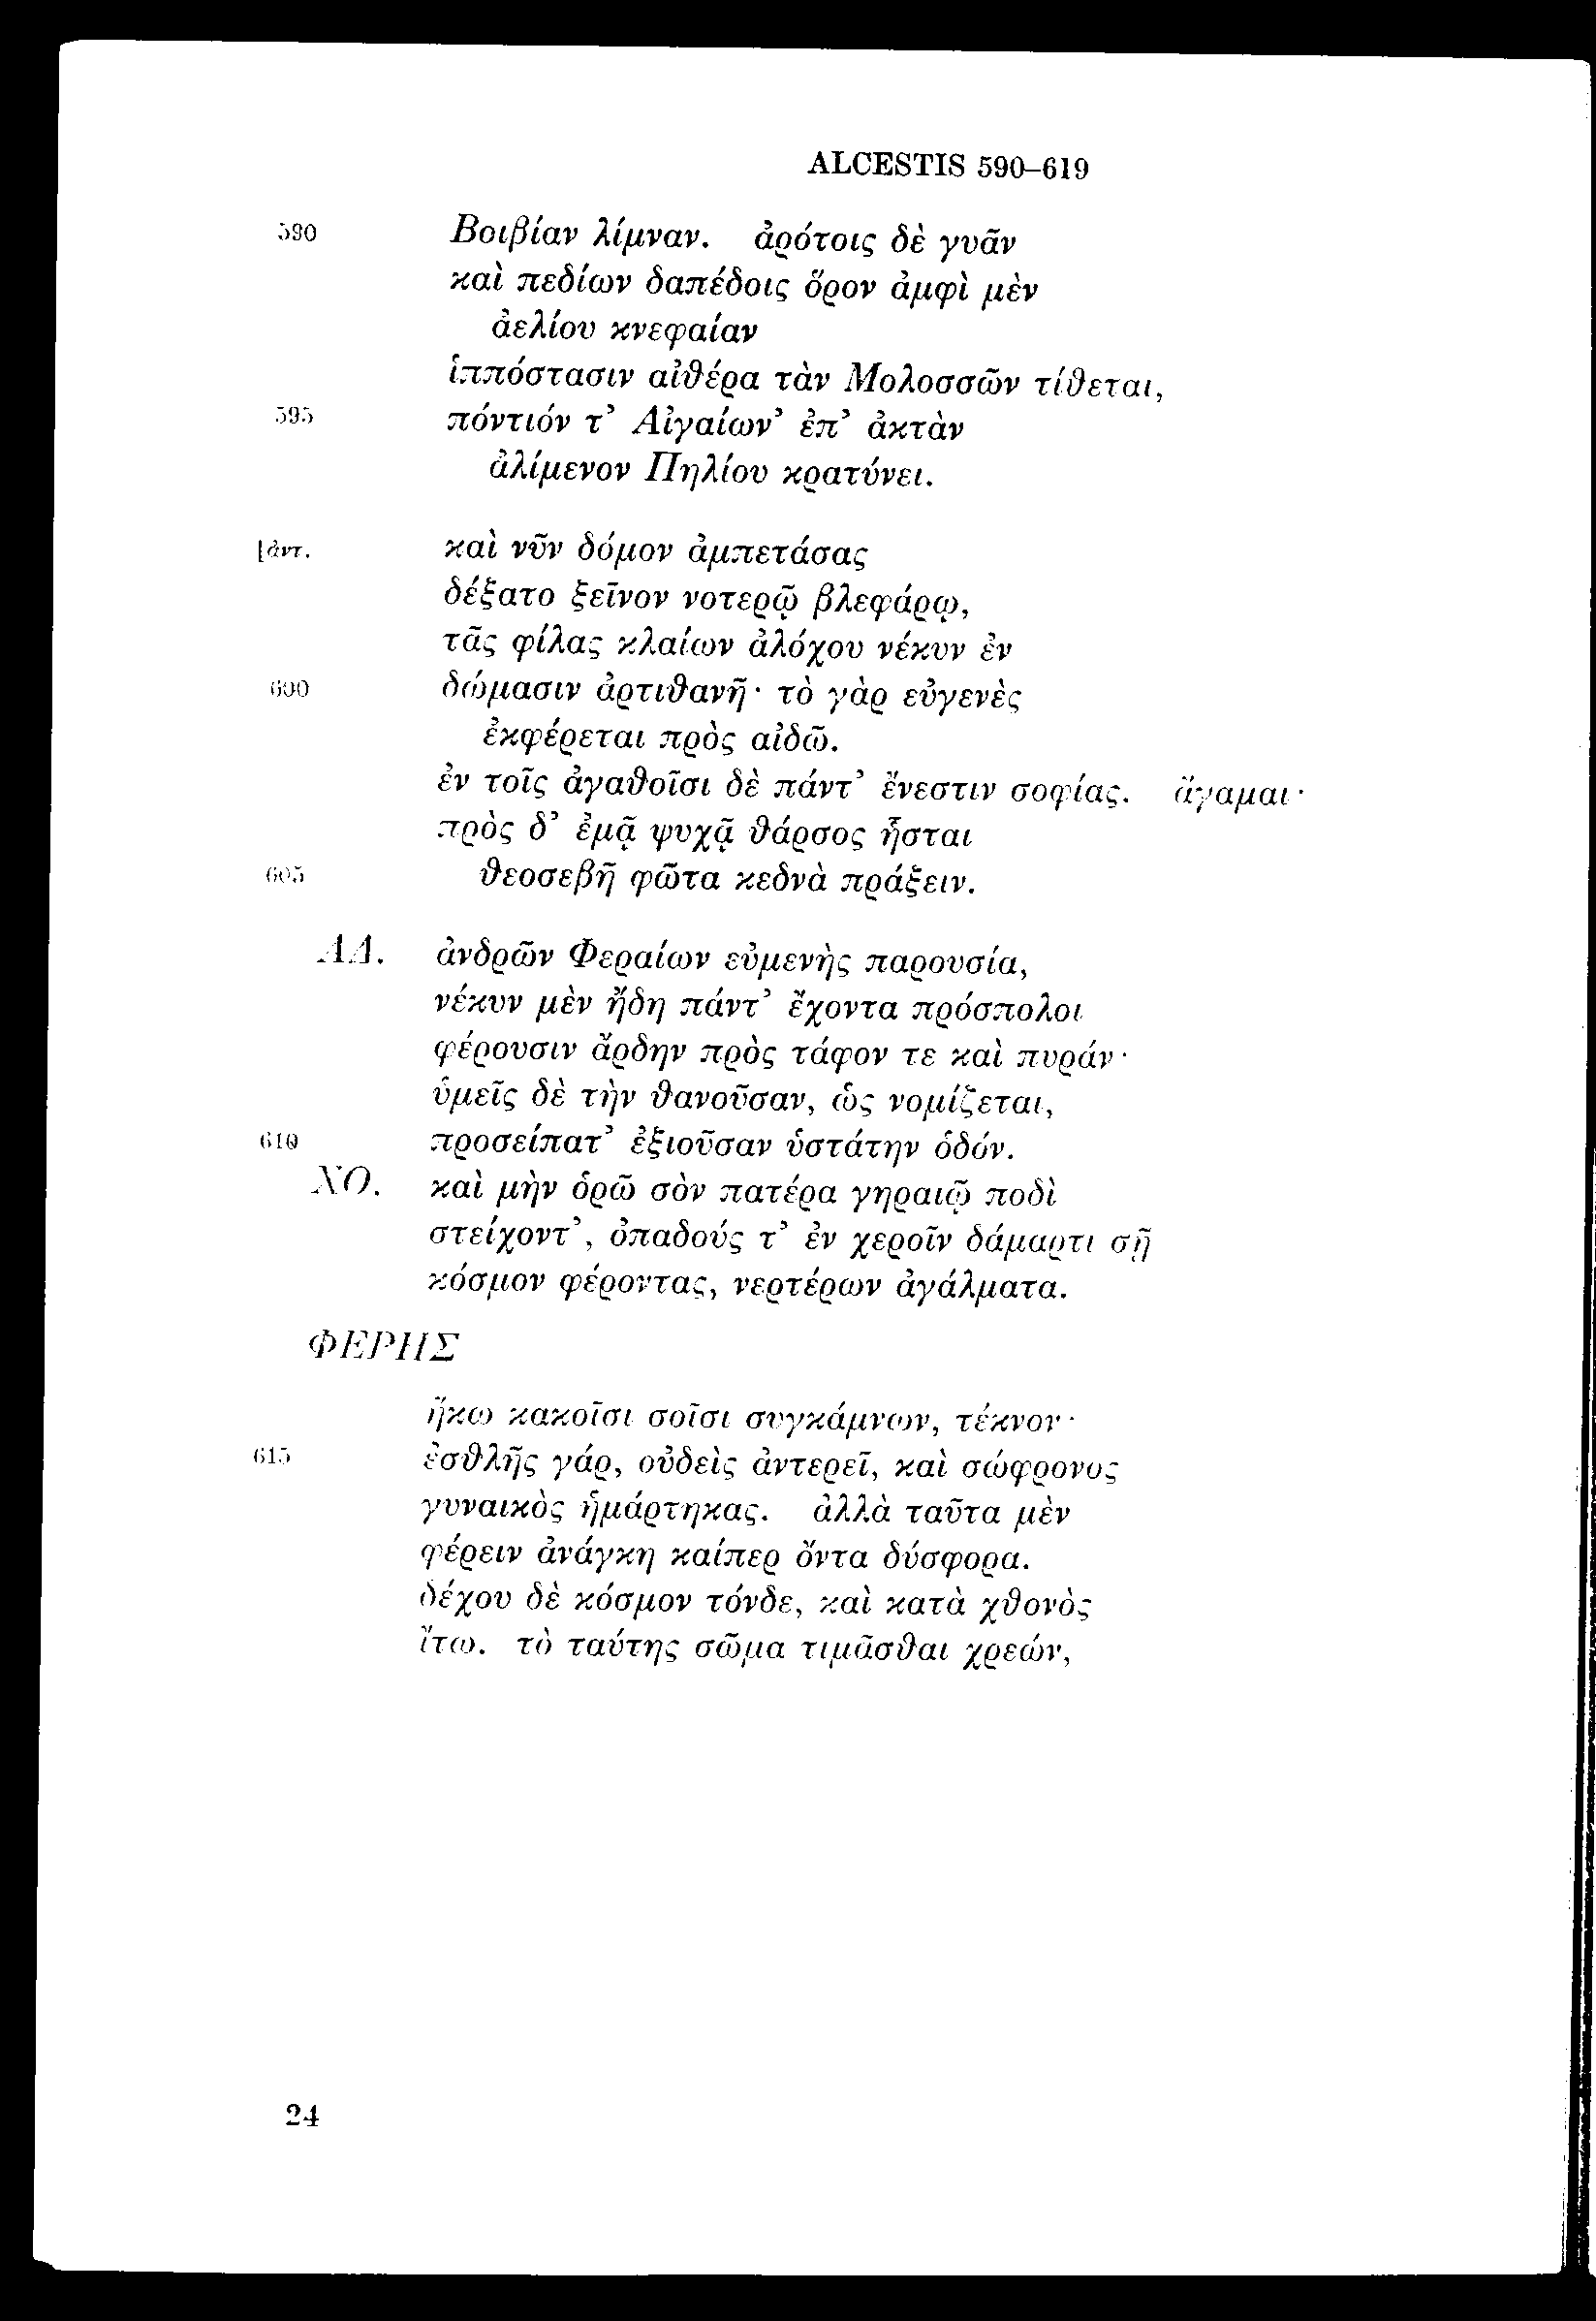 ALCESTIS 590–619
590 Βοιβίαν λίμναν. ἀρότοις δὲ γυᾶν
καὶ πεδίων δαπέδοις ὅρον ἀμφὶ μὲν
ἀελίου κνεφαίαν
ἱππόστασιν αἰθέρα τὰν Μολοσσῶν τίθεται,
595 πόντιόν τ’ Αἰγαίων’ ἐπ’ ἀκτὰν
ἀλίμενον Πηλίου κρατύνει.
[ἀντ. καὶ νῦν δόμον ἀμπετάσας
δέξατο ξεῖνον νοτερῷ βλεφάρῳ,
τᾶς φίλας κλαίων ἀλόχου νέκυν ἐν
600 δώμασιν ἀρτιθανῆ· τὸ γὰρ εὐγενὲς
ἐκφέρεται πρὸς αἰδῶ.
ἐν τοῖς ἀγαθοῖσι δὲ πάντ’ ἔνεστιν σοφίας. ἄγαμαι·
πρὸς δ’ ἐμᾷ ψυχᾷ θάρσος ἧσται
605 θεοσεβῆ φῶτα κεδνὰ πράξειν.
ΑΔ. ἀνδρῶν Φεραίων εὐμενὴς παρουσία,
νέκυν μὲν ἤδη πάντ’ ἔχοντα πρόσπολοι
φέρουσιν ἄρδην πρὸς τάφον τε καὶ πυράν·
ὑμεῖς δὲ τὴν θανοῦσαν, ὡς νομίζεται,
610 προσείπατ’ ἐξιοῦσαν ὑστάτην ὁδόν.
ΧΟ. καὶ μὴν ὁρῶ σὸν πατέρα γηραιῷ ποδὶ
στείχοντ’, ὀπαδούς τ’ ἐν χεροῖν δάμαρτι σῇ
κόσμον φέροντας, νερτέρων ἀγάλματα.
ΦΕΡΗΣ
ἥκω κακοῖσι σοῖσι συγκάμνων, τέκνον·
615 ἐσθλῆς γάρ, οὐδεὶς ἀντερεῖ, καὶ σώφρονος
γυναικὸς ἡμάρτηκας. ἀλλὰ ταῦτα μὲν
φέρειν ἀνάγκη καίπερ ὄντα δύσφορα.
δέχου δὲ κόσμον τόνδε, καὶ κατὰ χθονὸς
ἴτω. τὸ ταύτης σῶμα τιμᾶσθαι χρεών,
24